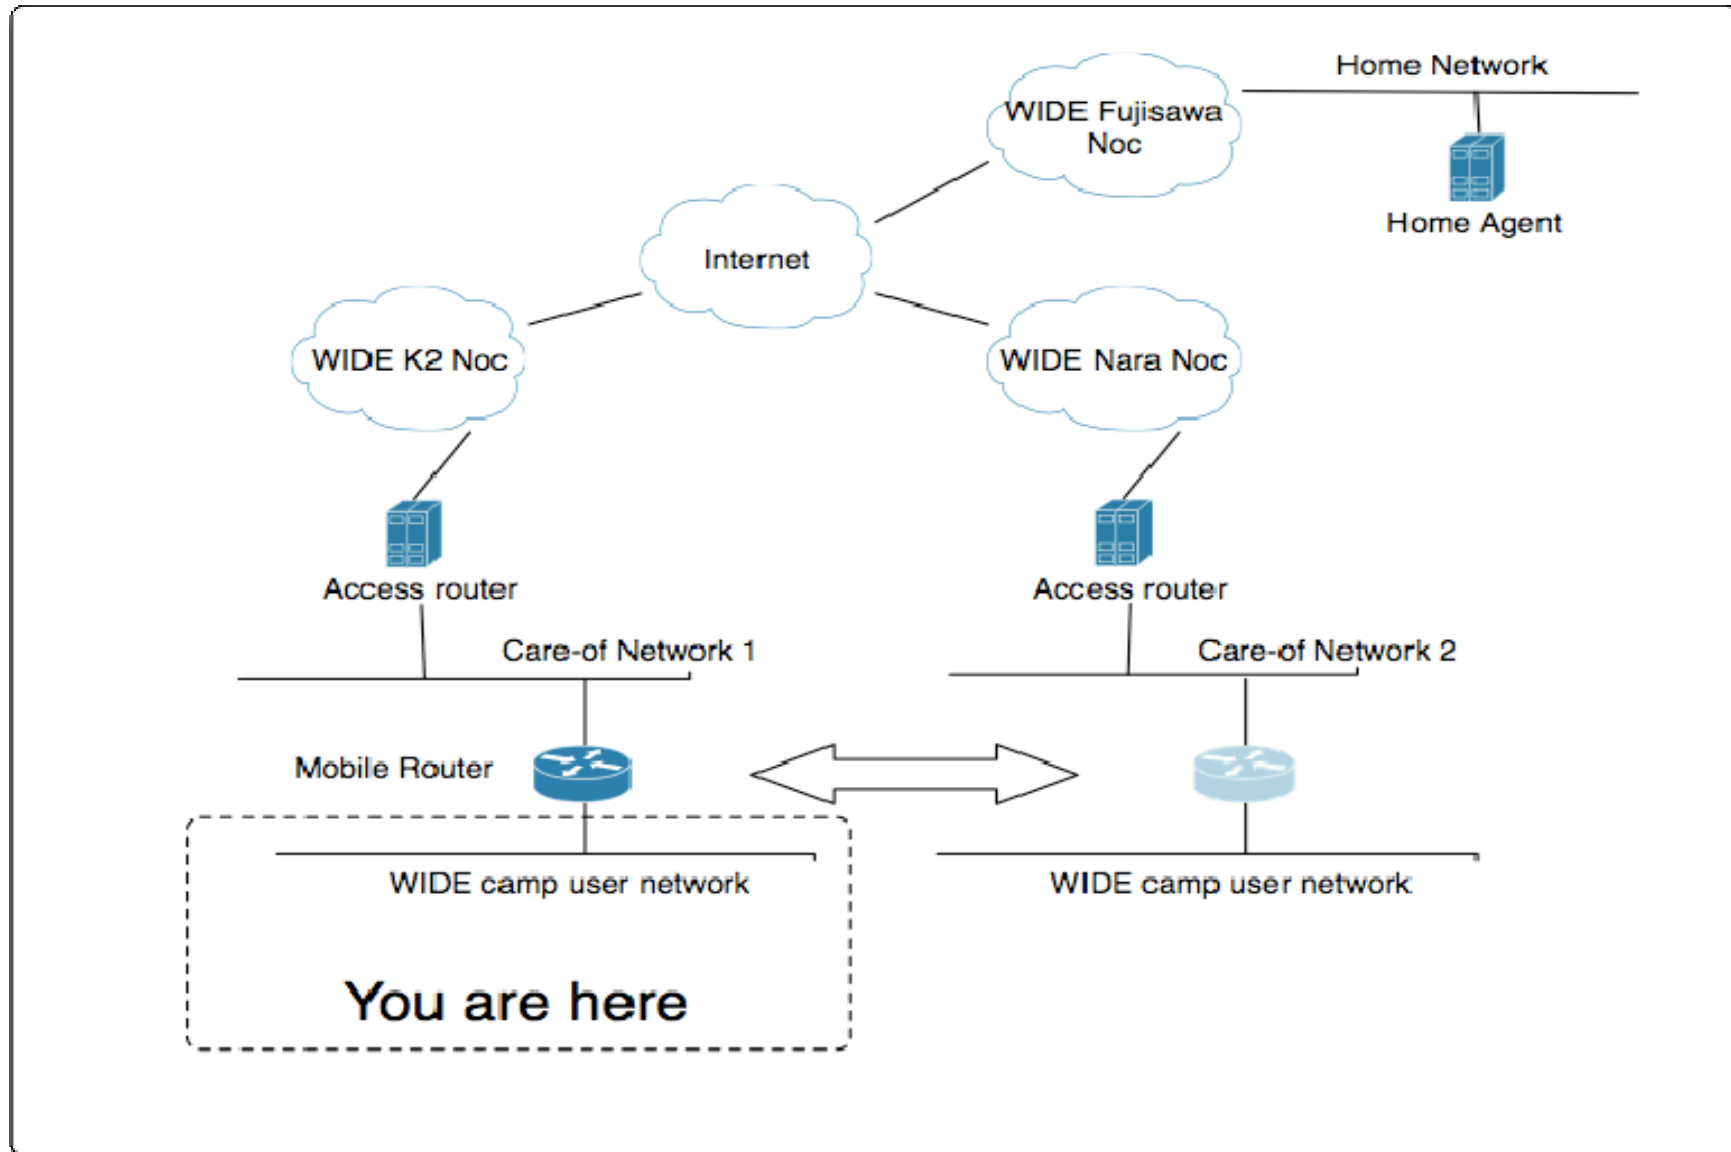 Home Network
WIDE Fujisawa
Noc
Home Agent
Internet
WIDE K2 Noc
WIDE Nara Noc
Access router
Access router
Care-of Network 1
Care-of Network 2
Mobile Router
WIDE camp user network
WIDE camp user network
You are here